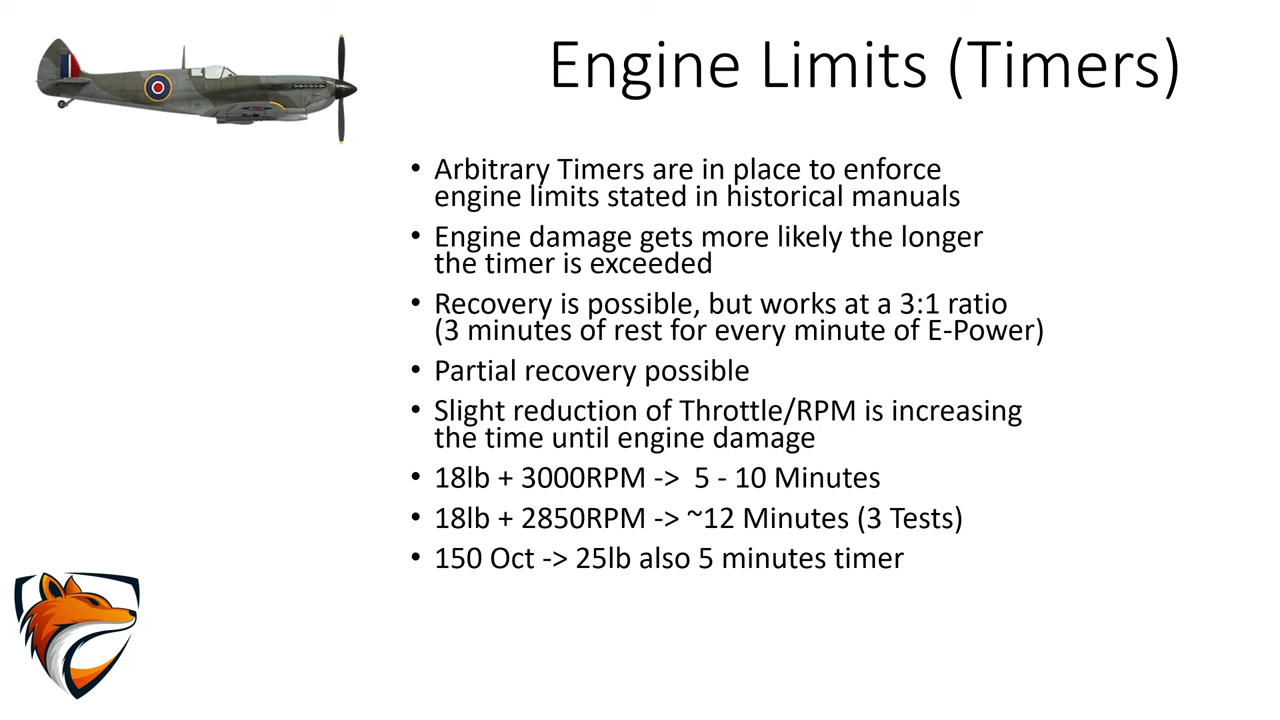 Engine Limits (Timers)
• Arbitrary Timers are in place to enforce
engine limits stated in historical manuals
• Engine damage gets more likely the longer
the timer is exceeded
• Recovery is possible, but works at a 3:1 ratio
(3 minutes of rest for every minute of E-Power)
• Partial recovery possible
• Slight reduction of Throttle/RPM is increasing
the time until engine damage
• 18lb + 3000RPM -> 5 - 10 Minutes
• 18lb + 2850RPM -> ~12 Minutes (3 Tests)
• 150 Oct -> 25lb also 5 minutes timer